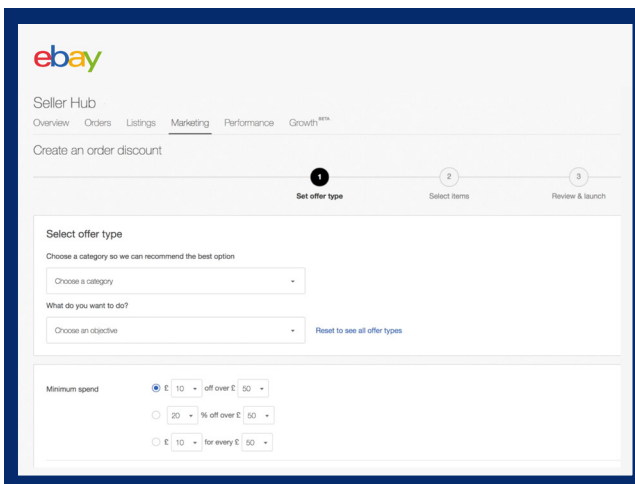 ebay
Seller Hub
Overview Orders Listings Marketing Performance Growth BETA
Create an order discount
1 2 3
Set offer type Select items Review & launch
Select offer type
Choose a category so we can recommend the best option
Choose a category
What do you want to do?
Choose an objective Reset to see all offer types
Minimum spend £ 10 off over £ 50
20 % off over £ 50
£ 10 for every £ 50